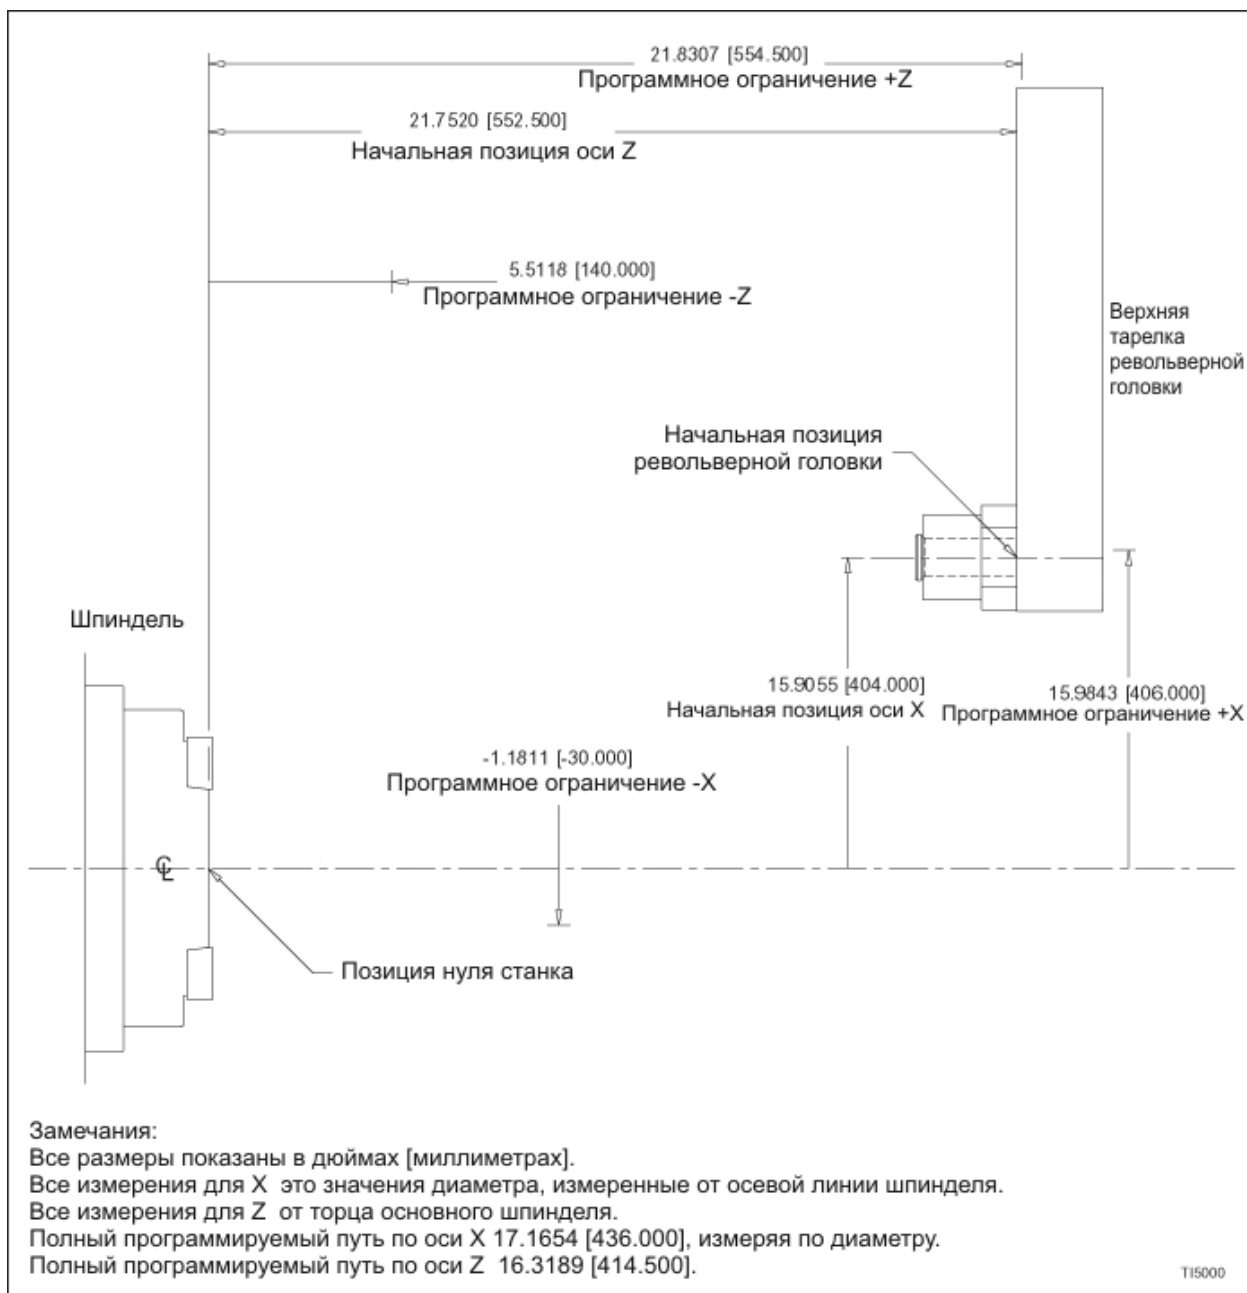 21.8307 [554.500]
Программное ограничение +Z
21.7520 [552.500]
Начальная позиция оси Z
5.5118 [140.000]
Программное ограничение -Z
Верхняя
тарелка
револьверной
головки
Начальная позиция
револьверной головки
Шпиндель
15.9055 [404.000]
Начальная позиция оси X
15.9843 [406.000]
Программное ограничение +X
-1.1811 [-30.000]
Программное ограничение -X
℄
Позиция нуля станка
Замечания:
Все размеры показаны в дюймах [миллиметрах].
Все измерения для X это значения диаметра, измеренные от осевой линии шпинделя.
Все измерения для Z от торца основного шпинделя.
Полный программируемый путь по оси X 17.1654 [436.000], измеряя по диаметру.
Полный программируемый путь по оси Z 16.3189 [414.500].
TI5000